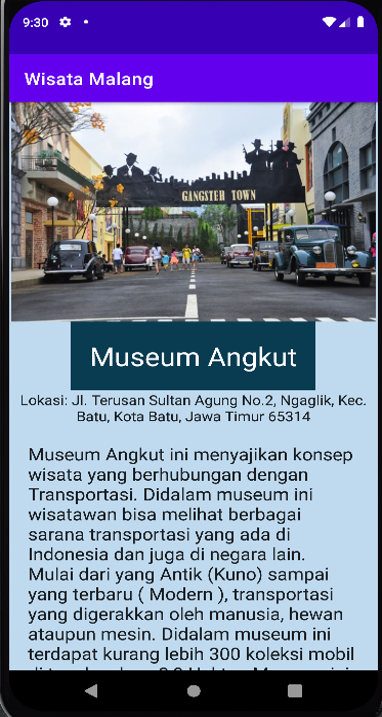 9:30
Wisata Malang
GANGSTER TOWN
Museum Angkut
Lokasi: Jl. Terusan Sultan Agung No.2, Ngaglik, Kec.
Batu, Kota Batu, Jawa Timur 65314
Museum Angkut ini menyajikan konsep
wisata yang berhubungan dengan
Transportasi. Didalam museum ini
wisatawan bisa melihat berbagai
sarana transportasi yang ada di
Indonesia dan juga di negara lain.
Mulai dari yang Antik (Kuno) sampai
yang terbaru ( Modern ), transportasi
yang digerakkan oleh manusia, hewan
ataupun mesin. Didalam museum ini
terdapat kurang lebih 300 koleksi mobil